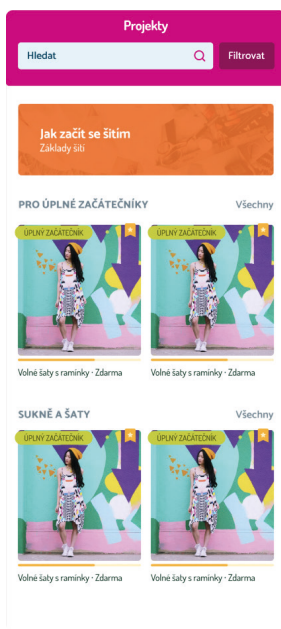 Projekty
Hledat
Filtrovat
Jak začít se šitím
Základy šití
PRO ÚPLNÉ ZAČÁTEČNÍKY Všechny
ÚPLNÝ ZAČÁTEČNÍK ÚPLNÝ ZAČÁTEČNÍK
Volné šaty s ramínky · Zdarma Volné šaty s ramínky · Zdarma
SUKNĚ A ŠATY Všechny
ÚPLNÝ ZAČÁTEČNÍK ÚPLNÝ ZAČÁTEČNÍK
Volné šaty s ramínky · Zdarma Volné šaty s ramínky · Zdarma